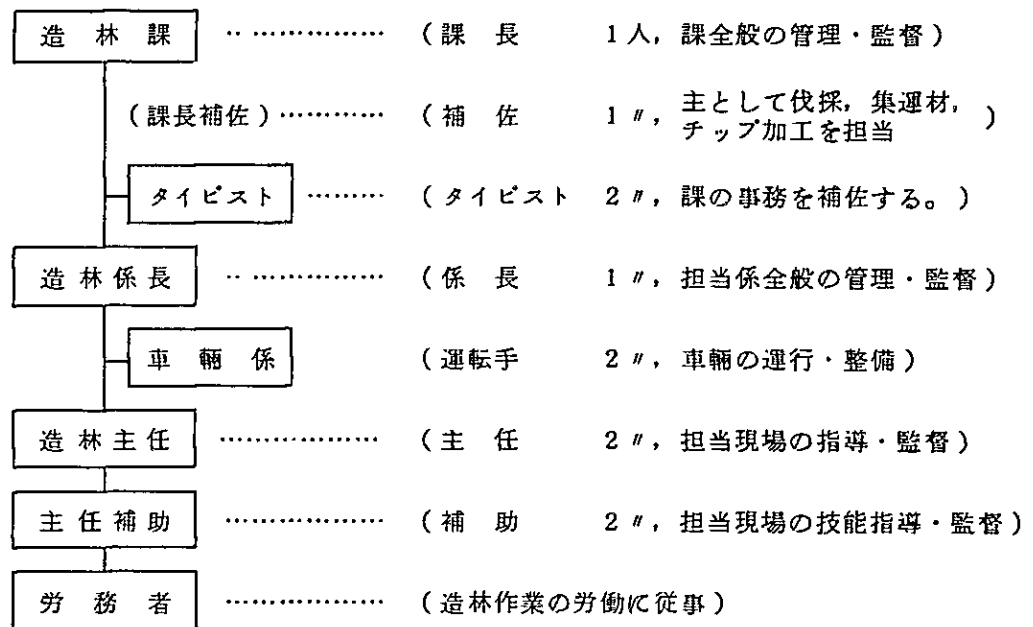 造林課 ‥‥‥‥‥‥ (課長 1人，課全般の管理・監督)
(課長補佐)‥‥‥‥ (補佐 1〃，主として伐採，集運材，チップ加工を担当)
タイピスト ‥‥‥‥ (タイピスト 2〃，課の事務を補佐する。)
造林係長 ‥‥‥‥‥‥ (係長 1〃，担当係全般の管理・監督)
車輛係 (運転手 2〃，車輛の運行・整備)
造林主任 ‥‥‥‥‥‥ (主任 2〃，担当現場の指導・監督)
主任補助 ‥‥‥‥‥‥ (補助 2〃，担当現場の技能指導・監督)
労務者 ‥‥‥‥‥‥ (造林作業の労働に従事)